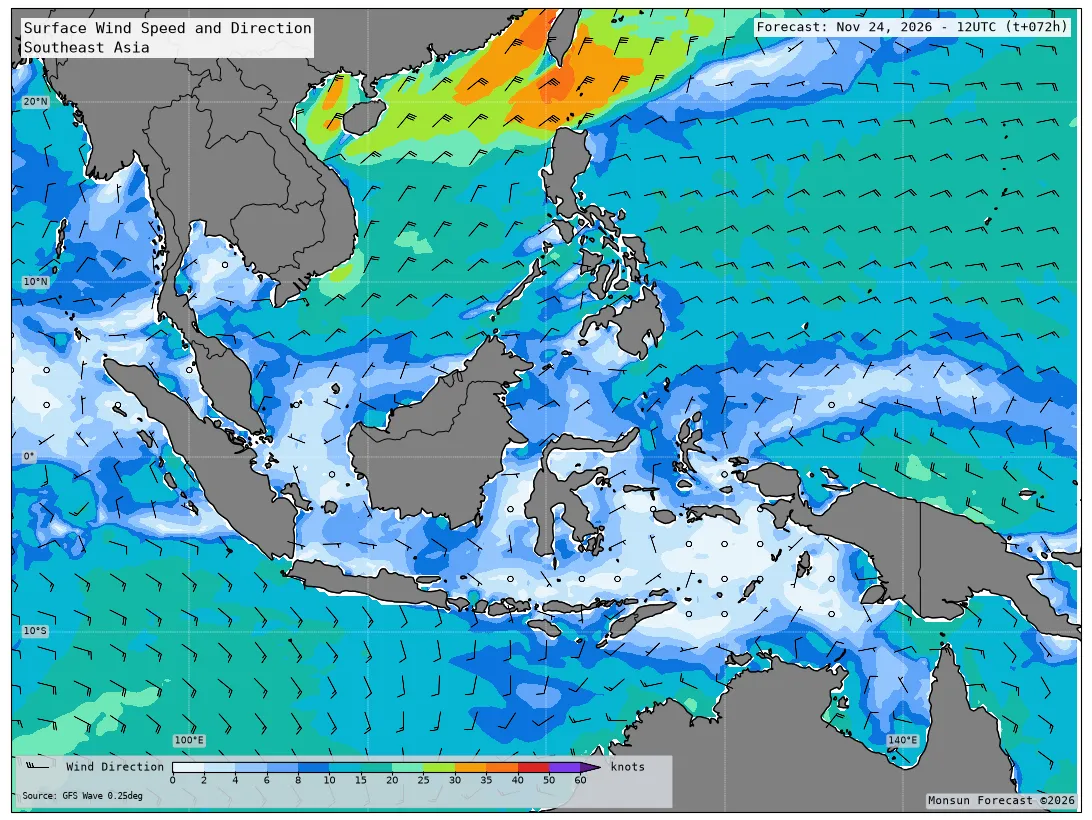 Surface Wind Speed and Direction
Southeast Asia
Forecast: Nov 24, 2026 - 12UTC (t+072h)
20°N
10°N
0°
10°S
100°E
140°E
Wind Direction
0 2 4 6 8 10 15 20 25 30 35 40 50 60
knots
Source: GFS Wave 0.25deg
Monsun Forecast ©2026